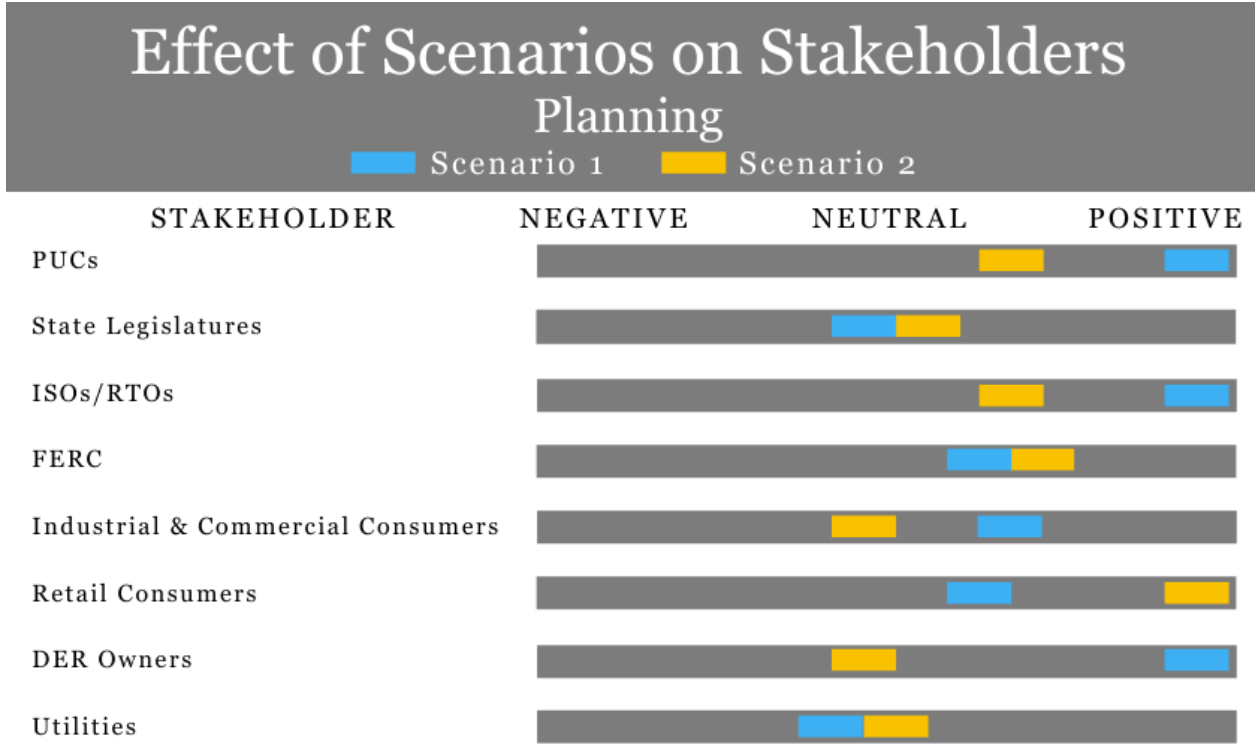 Effect of Scenarios on Stakeholders
Planning
Scenario 1 Scenario 2
STAKEHOLDER NEGATIVE NEUTRAL POSITIVE
PUCs
State Legislatures
ISOs/RTOs
FERC
Industrial & Commercial Consumers
Retail Consumers
DER Owners
Utilities